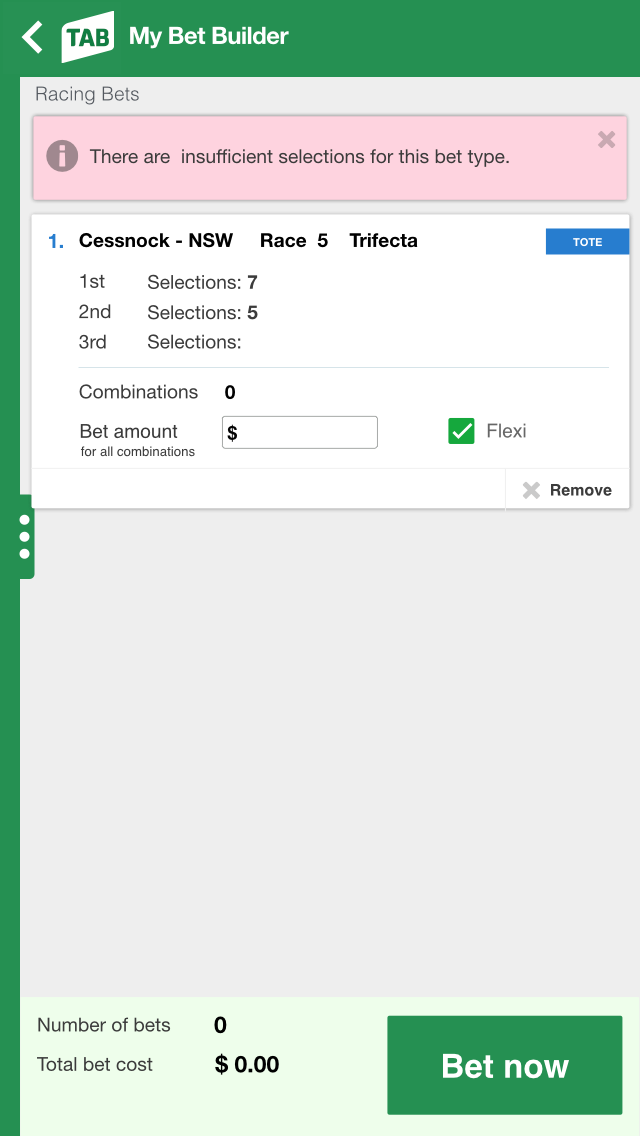 TAB My Bet Builder
Racing Bets
There are  insufficient selections for this bet type.
1. Cessnock - NSW Race 5 Trifecta TOTE
1st Selections: 7
2nd Selections: 5
3rd Selections:
Combinations 0
Bet amount $ Flexi
for all combinations
Remove
Number of bets 0
Total bet cost $ 0.00
Bet now